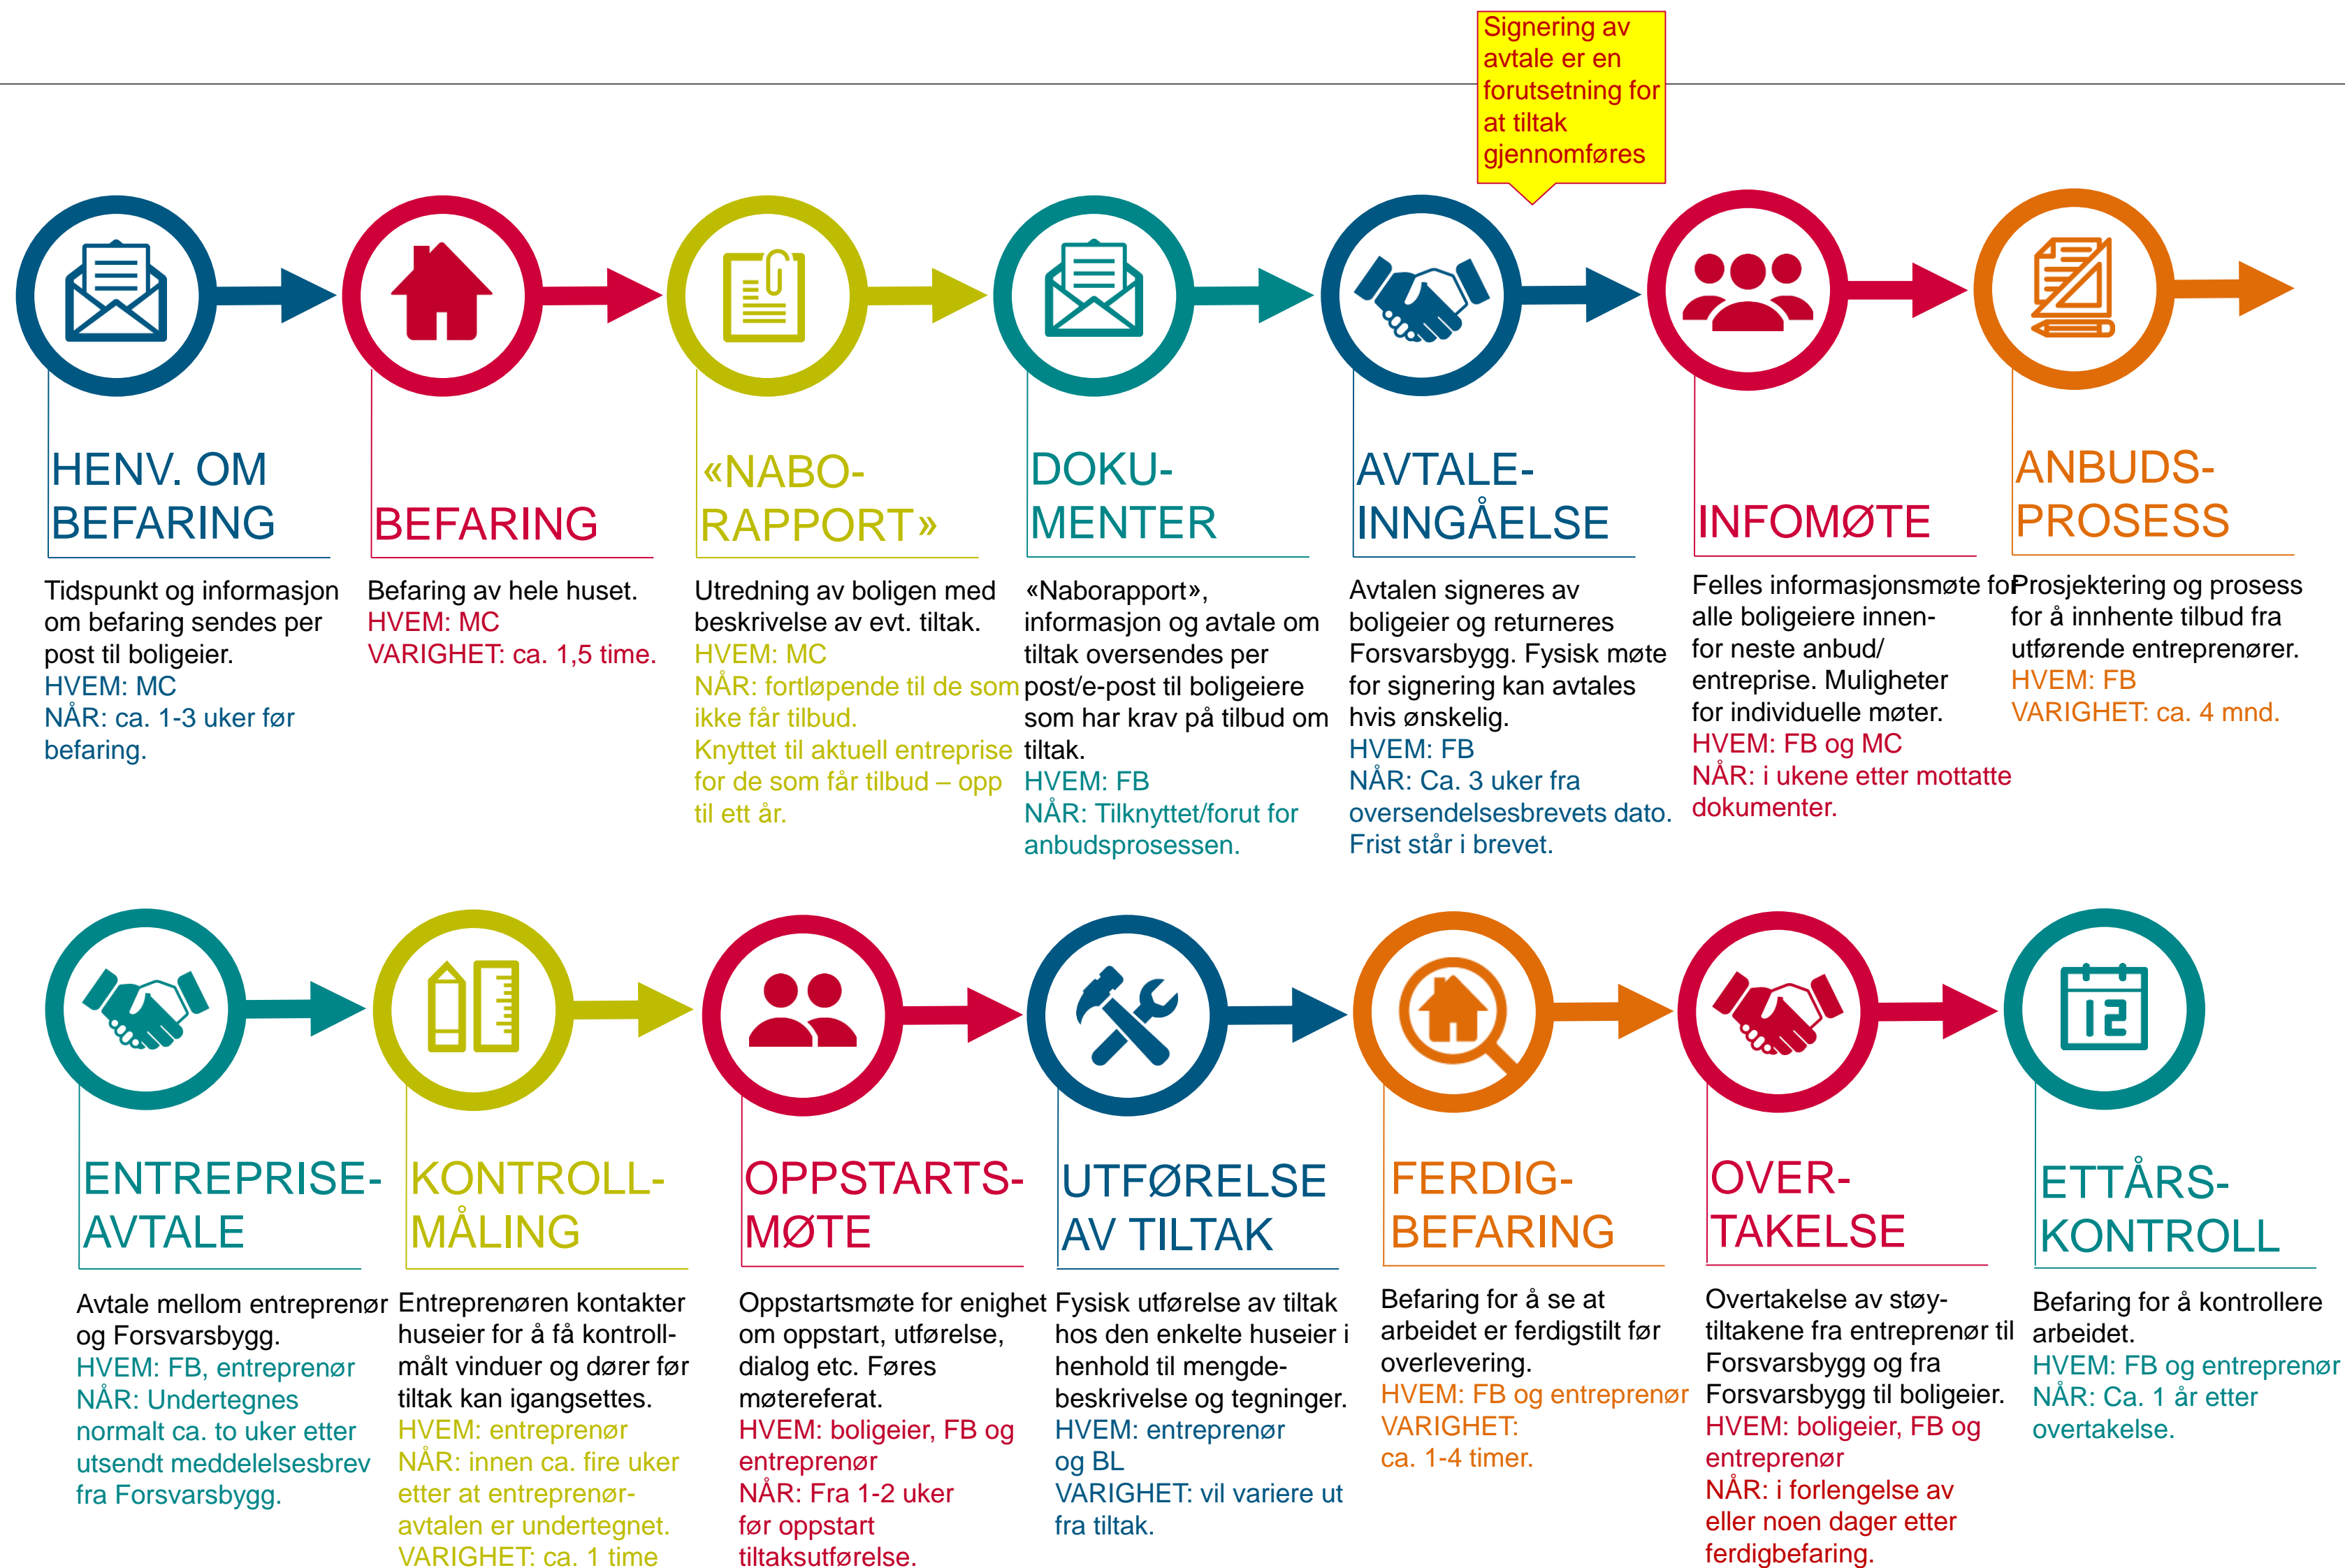 Signering av
avtale er en
forutsetning for
at tiltak
gjennomføres
HENV. OM
BEFARING
Tidspunkt og informasjon
om befaring sendes per
post til boligeier.
HVEM: MC
NÅR: ca. 1-3 uker før
befaring.
BEFARING
Befaring av hele huset.
HVEM: MC
VARIGHET: ca. 1,5 time.
«NABO-
RAPPORT»
Utredning av boligen med
beskrivelse av evt. tiltak.
HVEM: MC
NÅR: fortløpende til de som
ikke får tilbud.
Knyttet til aktuell entreprise
for de som får tilbud – opp
til ett år.
DOKU-
MENTER
«Naborapport»,
informasjon og avtale om
tiltak oversendes per
post/e-post til boligeiere
som har krav på tilbud om
tiltak.
HVEM: FB
NÅR: Tilknyttet/forut for
anbudsprosessen.
AVTALE-
INNGÅELSE
Avtalen signeres av
boligeier og returneres
Forsvarsbygg. Fysisk møte
for signering kan avtales
hvis ønskelig.
HVEM: FB
NÅR: Ca. 3 uker fra
oversendelsesbrevets dato.
Frist står i brevet.
INFOMØTE
Felles informasjonsmøte for
alle boligeiere innen-
for neste anbud/
entreprise. Muligheter
for individuelle møter.
HVEM: FB og MC
NÅR: i ukene etter mottatte
dokumenter.
ANBUDS-
PROSESS
Prosjektering og prosess
for å innhente tilbud fra
utførende entreprenører.
HVEM: FB
VARIGHET: ca. 4 mnd.
ENTREPRISE-
AVTALE
Avtale mellom entreprenør
og Forsvarsbygg.
HVEM: FB, entreprenør
NÅR: Undertegnes
normalt ca. to uker etter
utsendt meddelelsesbrev
fra Forsvarsbygg.
KONTROLL-
MÅLING
Entreprenøren kontakter
huseier for å få kontroll-
målt vinduer og dører før
tiltak kan igangsettes.
HVEM: entreprenør
NÅR: innen ca. fire uker
etter at entreprenør-
avtalen er undertegnet.
VARIGHET: ca. 1 time
OPPSTARTS-
MØTE
Oppstartsmøte for enighet
om oppstart, utførelse,
dialog etc. Føres
møtereferat.
HVEM: boligeier, FB og
entreprenør
NÅR: Fra 1-2 uker
før oppstart
tiltaksutførelse.
UTFØRELSE
AV TILTAK
Fysisk utførelse av tiltak
hos den enkelte huseier i
henhold til mengde-
beskrivelse og tegninger.
HVEM: entreprenør
og BL
VARIGHET: vil variere ut
fra tiltak.
FERDIG-
BEFARING
Befaring for å se at
arbeidet er ferdigstilt før
overlevering.
HVEM: FB og entreprenør
VARIGHET:
ca. 1-4 timer.
OVER-
TAKELSE
Overtakelse av støy-
tiltakene fra entreprenør til
Forsvarsbygg og fra
Forsvarsbygg til boligeier.
HVEM: boligeier, FB og
entreprenør
NÅR: i forlengelse av
eller noen dager etter
ferdigbefaring.
12
ETTÅRS-
KONTROLL
Befaring for å kontrollere
arbeidet.
HVEM: FB og entreprenør
NÅR: Ca. 1 år etter
overtakelse.